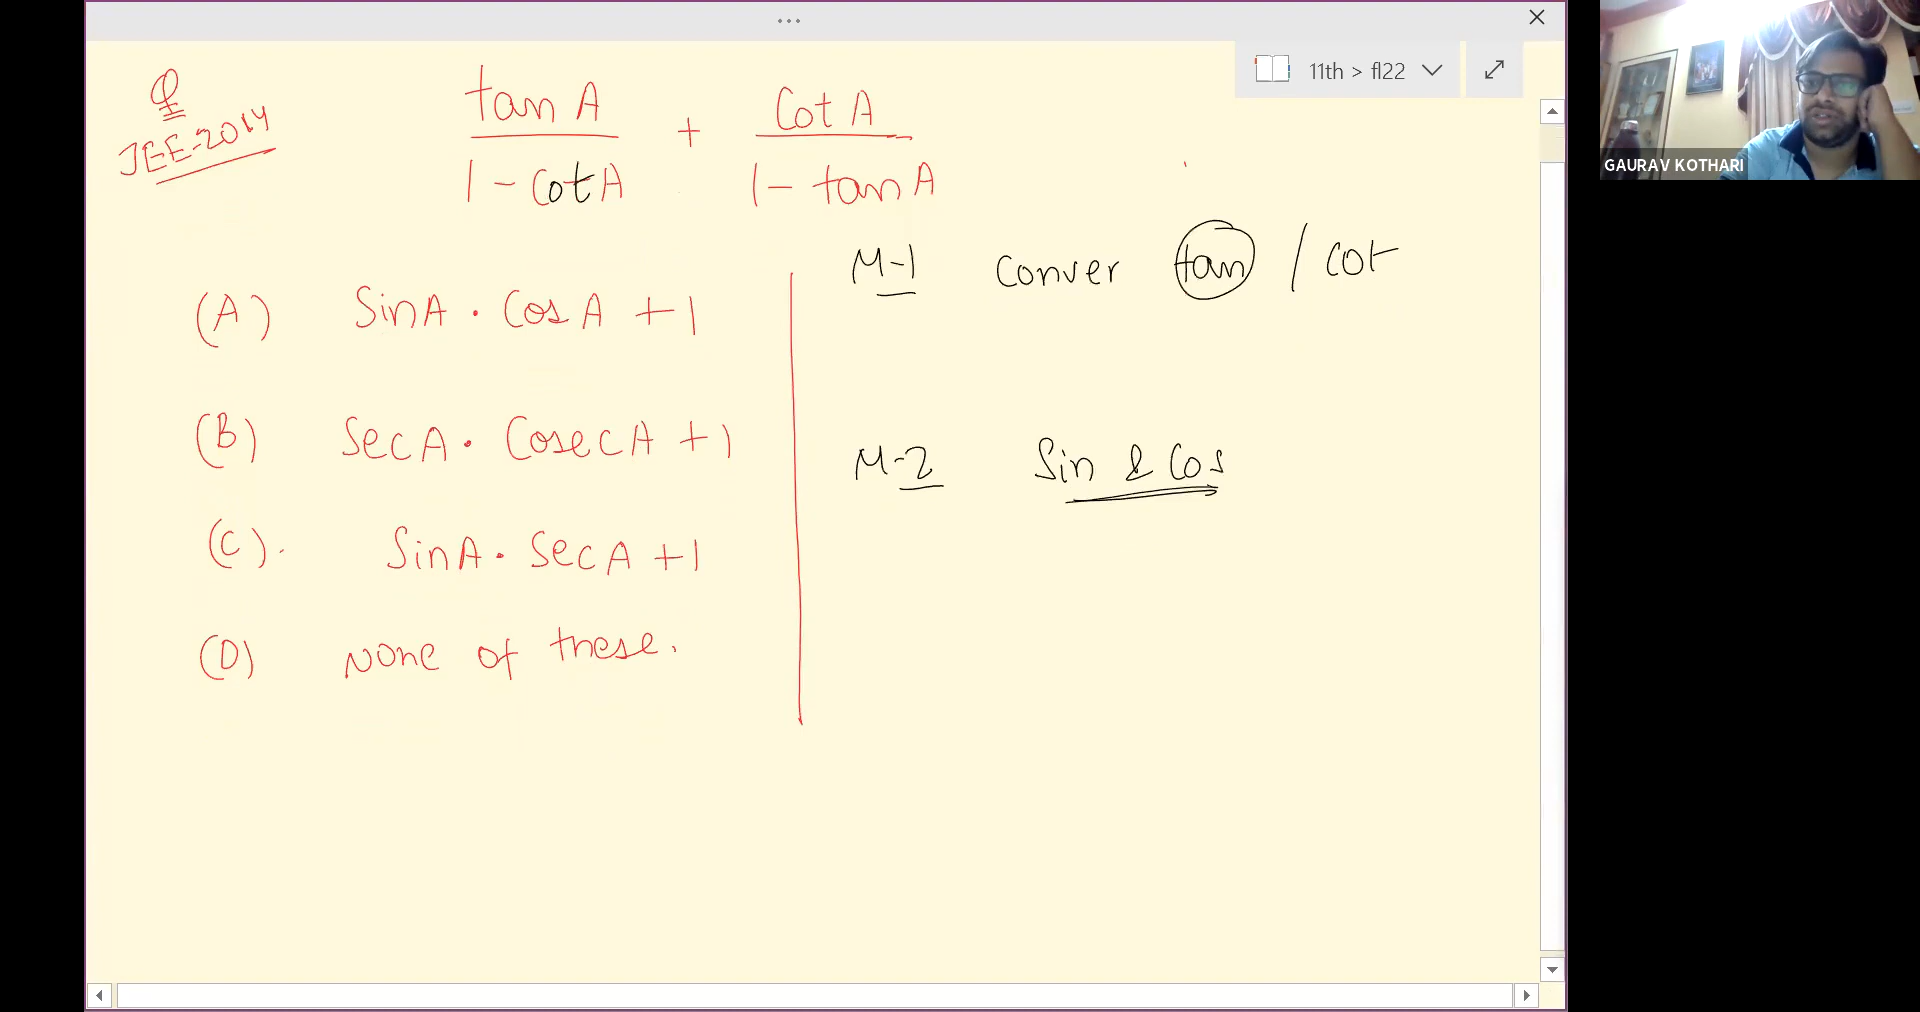 11th > fl22
Q
JEE-2014
tan A / 1 - cot A + Cot A / 1 - tan A
(A) Sin A . Cos A + 1
(B) Sec A . Cosec A + 1
(C). Sin A . Sec A + 1
(D) None of these.
M-1 Conver tan / cot
M-2 Sin & Cos
GAURAV KOTHARI